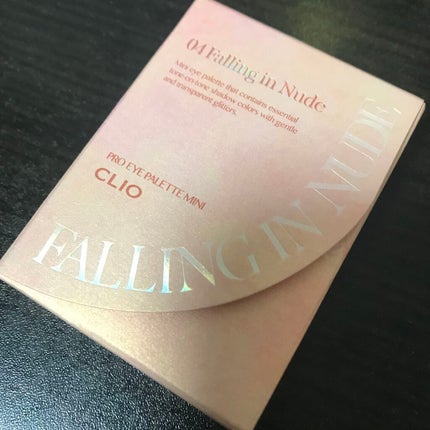 04 Falling in Nude
Mini eye palette that contains essential
tone-on-tone shadow colors with gentle
and transparent glitters.
PRO EYE PALETTE MINI
CLIO
FALLING IN NUDE